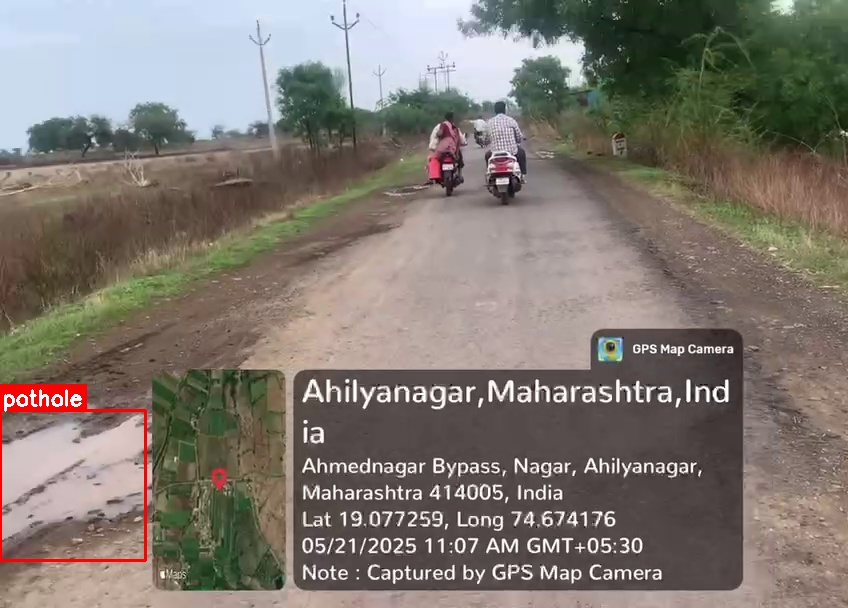 pothole
GPS Map Camera
Ahilyanagar,Maharashtra,Ind
ia
Ahmednagar Bypass, Nagar, Ahilyanagar,
Maharashtra 414005, India
Lat 19.077259, Long 74.674176
05/21/2025 11:07 AM GMT+05:30
Note : Captured by GPS Map Camera
Maps